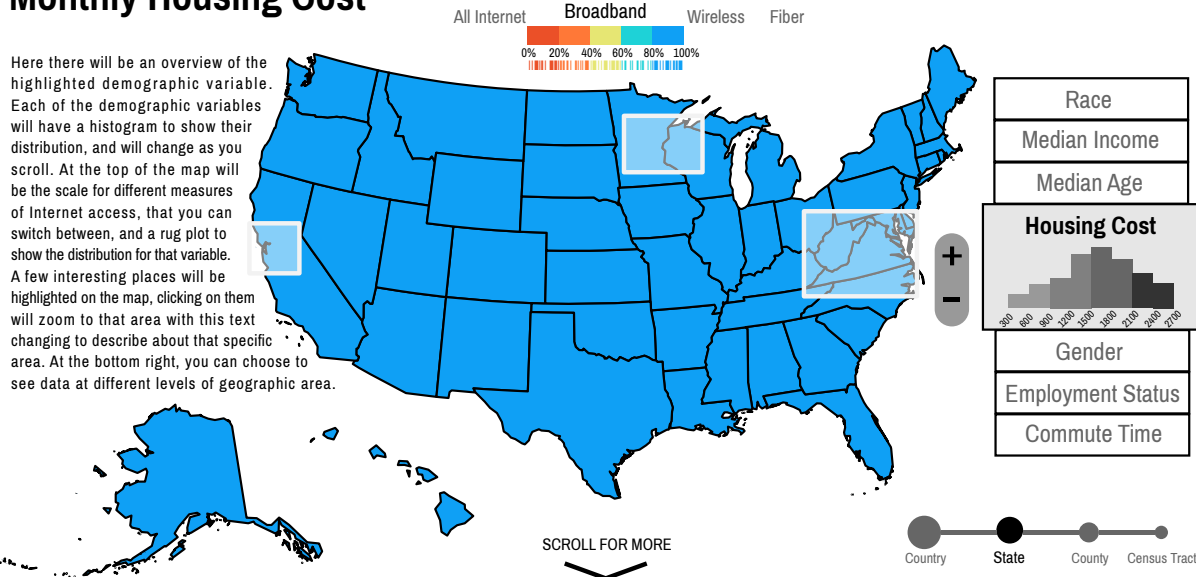 Monthly Housing Cost
All Internet Broadband Wireless Fiber
0% 20% 40% 60% 80% 100%
Here there will be an overview of the
highlighted demographic variable.
Each of the demographic variables
will have a histogram to show their
distribution, and will change as you
scroll. At the top of the map will
be the scale for different measures
of Internet access, that you can
switch between, and a rug plot to
show the distribution for that variable.
A few interesting places will be
highlighted on the map, clicking on them
will zoom to that area with this text
changing to describe about that specific
area. At the bottom right, you can choose to
see data at different levels of geographic area.
Race
Median Income
Median Age
Housing Cost
300 600 900 1200 1500 1800 2100 2400 2700
Gender
Employment Status
Commute Time
+
−
SCROLL FOR MORE
Country State County Census Tract